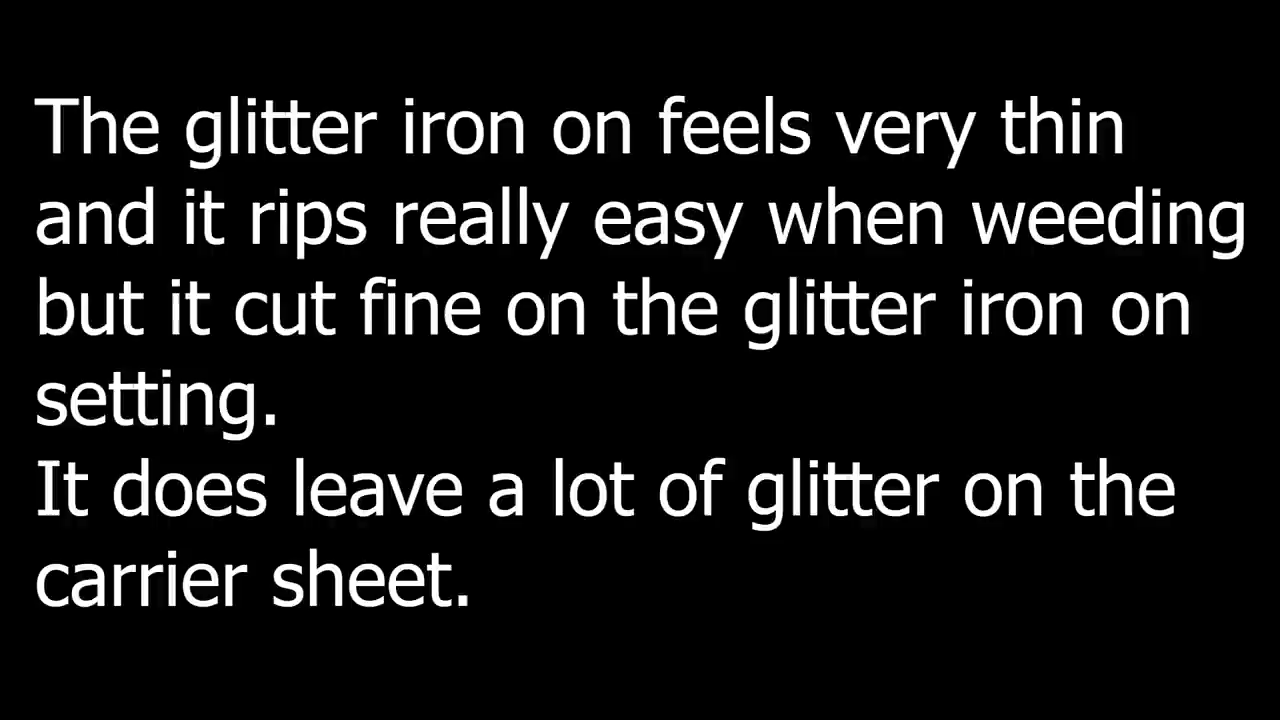 The glitter iron on feels very thin
and it rips really easy when weeding
but it cut fine on the glitter iron on
setting.
It does leave a lot of glitter on the
carrier sheet.